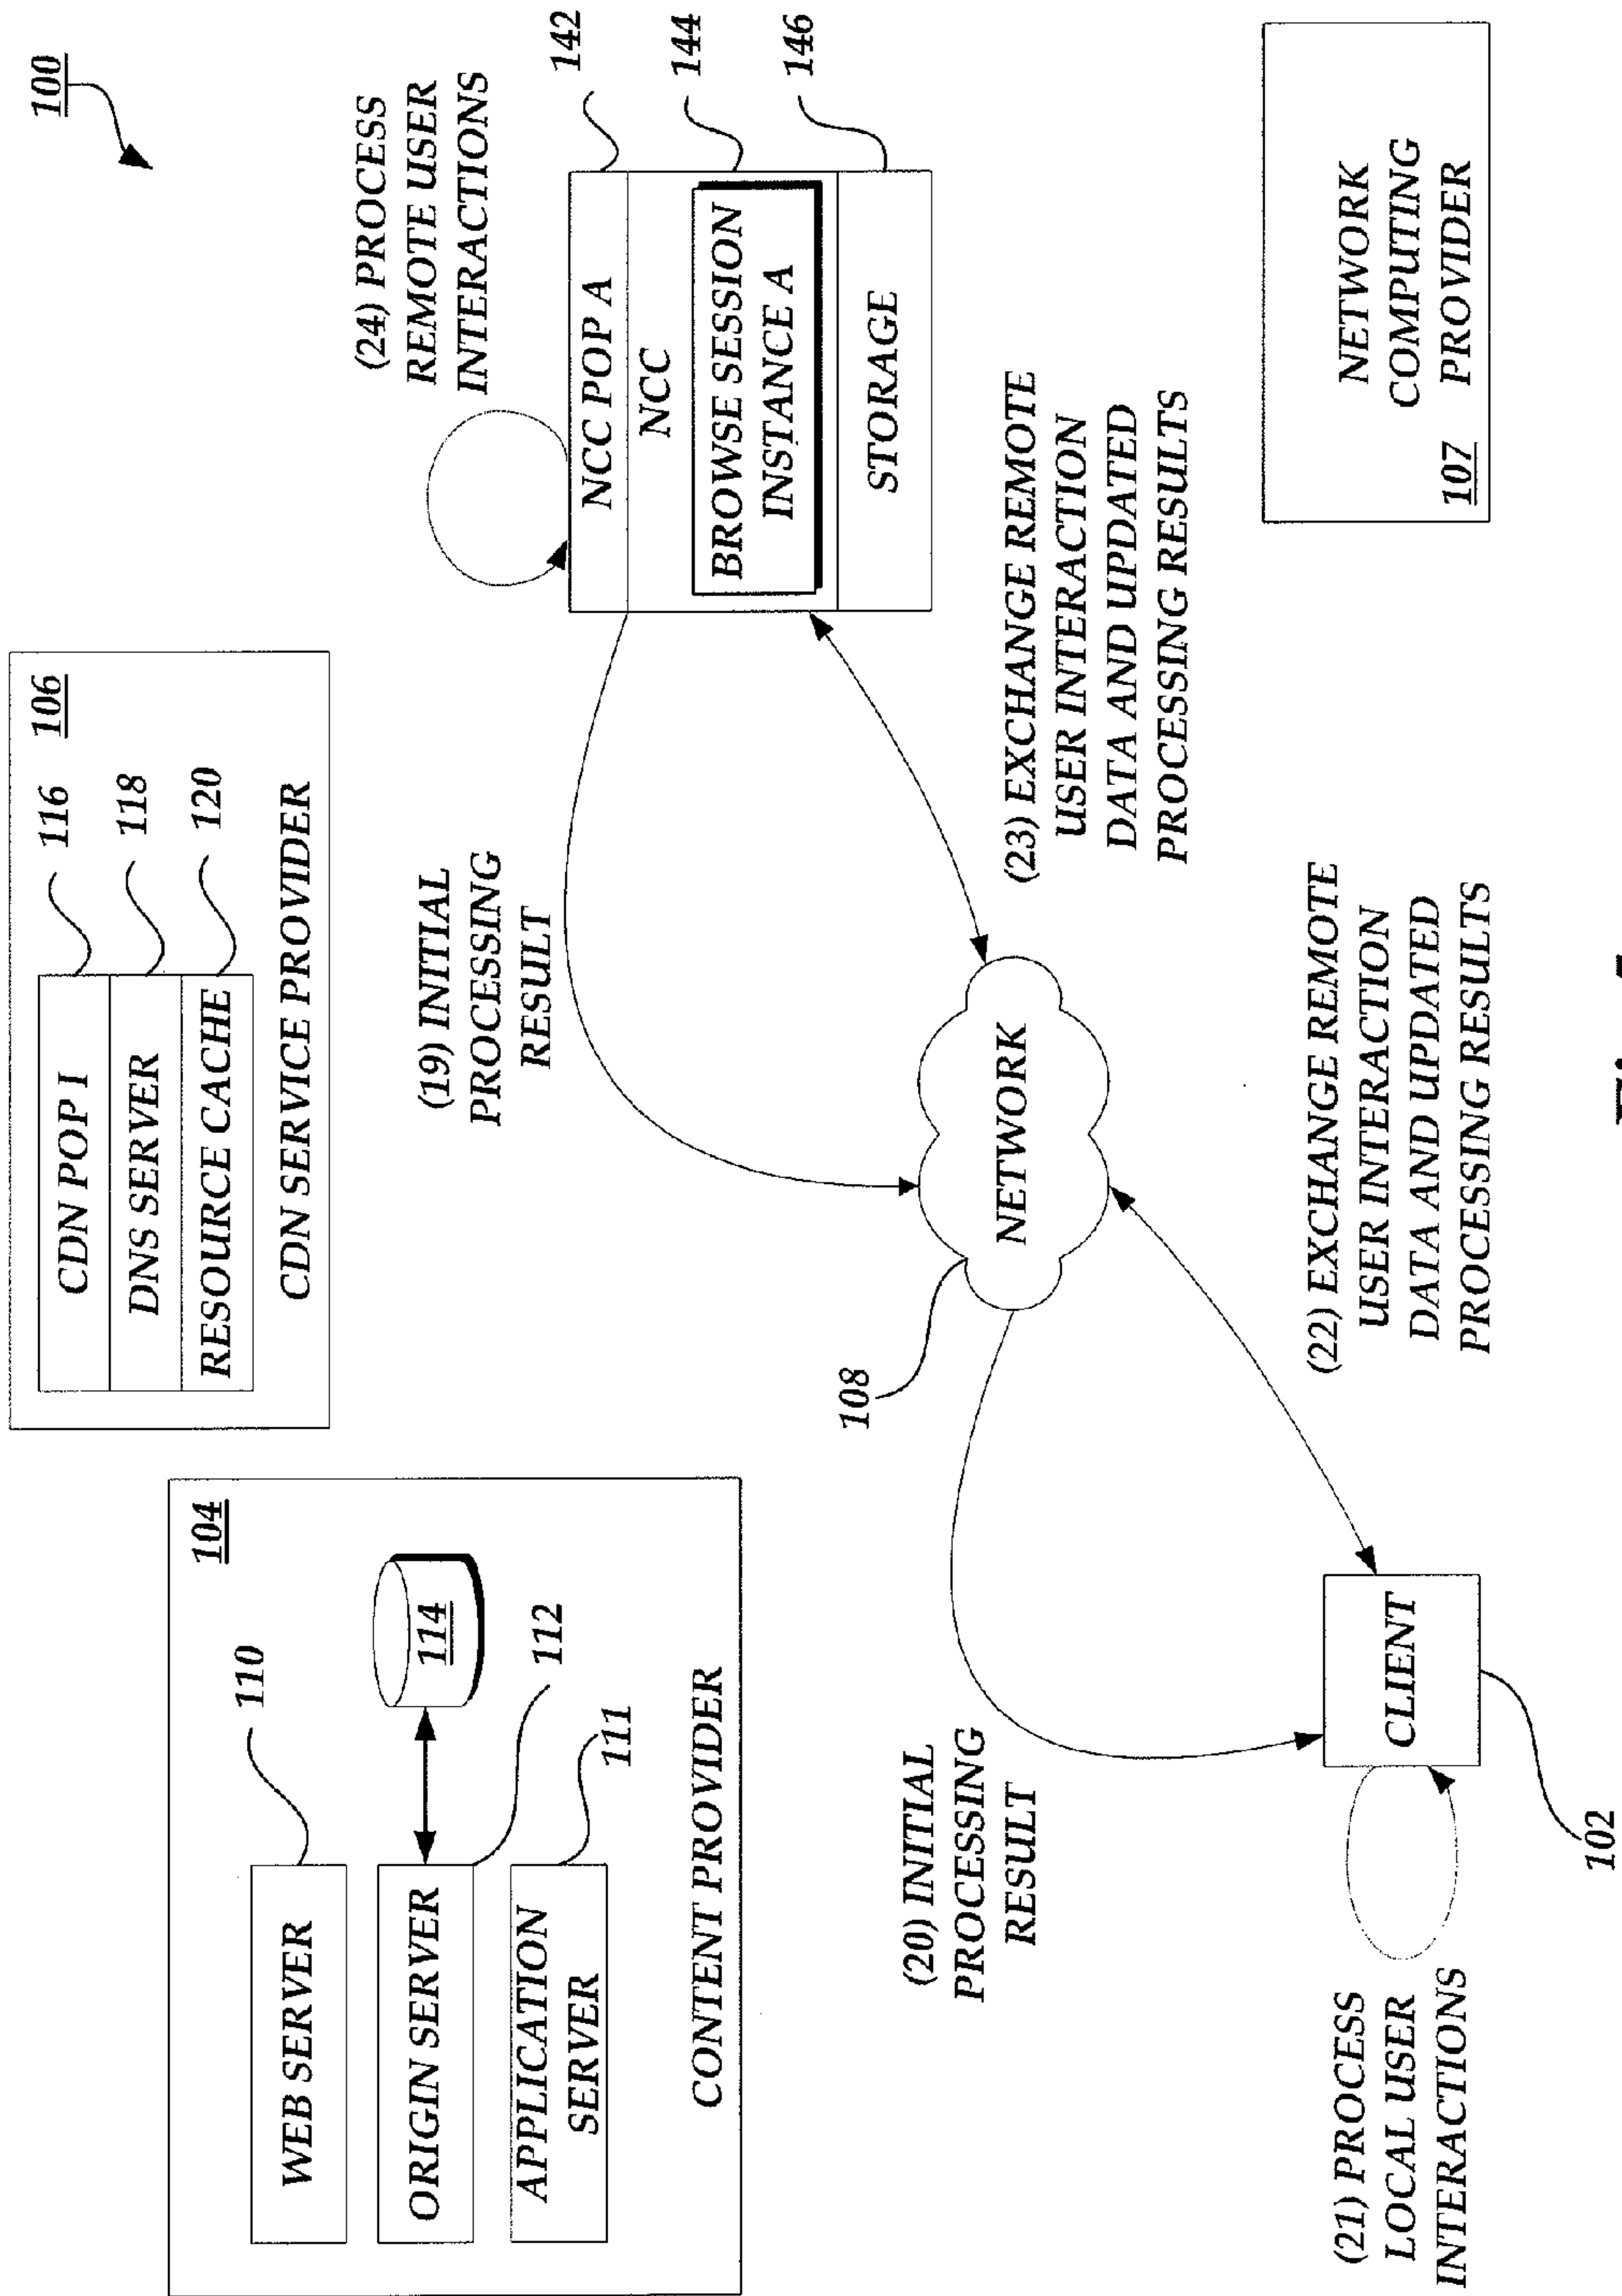 100
104
WEB SERVER
110
ORIGIN SERVER
114
112
APPLICATION
SERVER
111
CONTENT PROVIDER
106
CDN POP I
116
DNS SERVER
118
RESOURCE CACHE
120
CDN SERVICE PROVIDER
(24) PROCESS
REMOTE USER
INTERACTIONS
NCC POP A
142
NCC
144
BROWSE SESSION
INSTANCE A
STORAGE
146
(19) INITIAL
PROCESSING
RESULT
NETWORK
108
(20) INITIAL
PROCESSING
RESULT
(23) EXCHANGE REMOTE
USER INTERACTION
DATA AND UPDATED
PROCESSING RESULTS
(21) PROCESS
LOCAL USER
INTERACTIONS
CLIENT
102
(22) EXCHANGE REMOTE
USER INTERACTION
DATA AND UPDATED
PROCESSING RESULTS
NETWORK
COMPUTING
PROVIDER
107